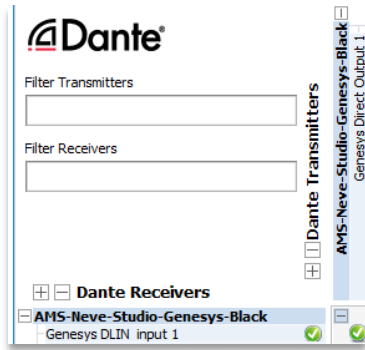 Dante®
Filter Transmitters
Filter Receivers
Dante Transmitters
AMS-Neve-Studio-Genesys-Black
Genesys Direct Output 1
Dante Receivers
AMS-Neve-Studio-Genesys-Black
Genesys DLIN input 1